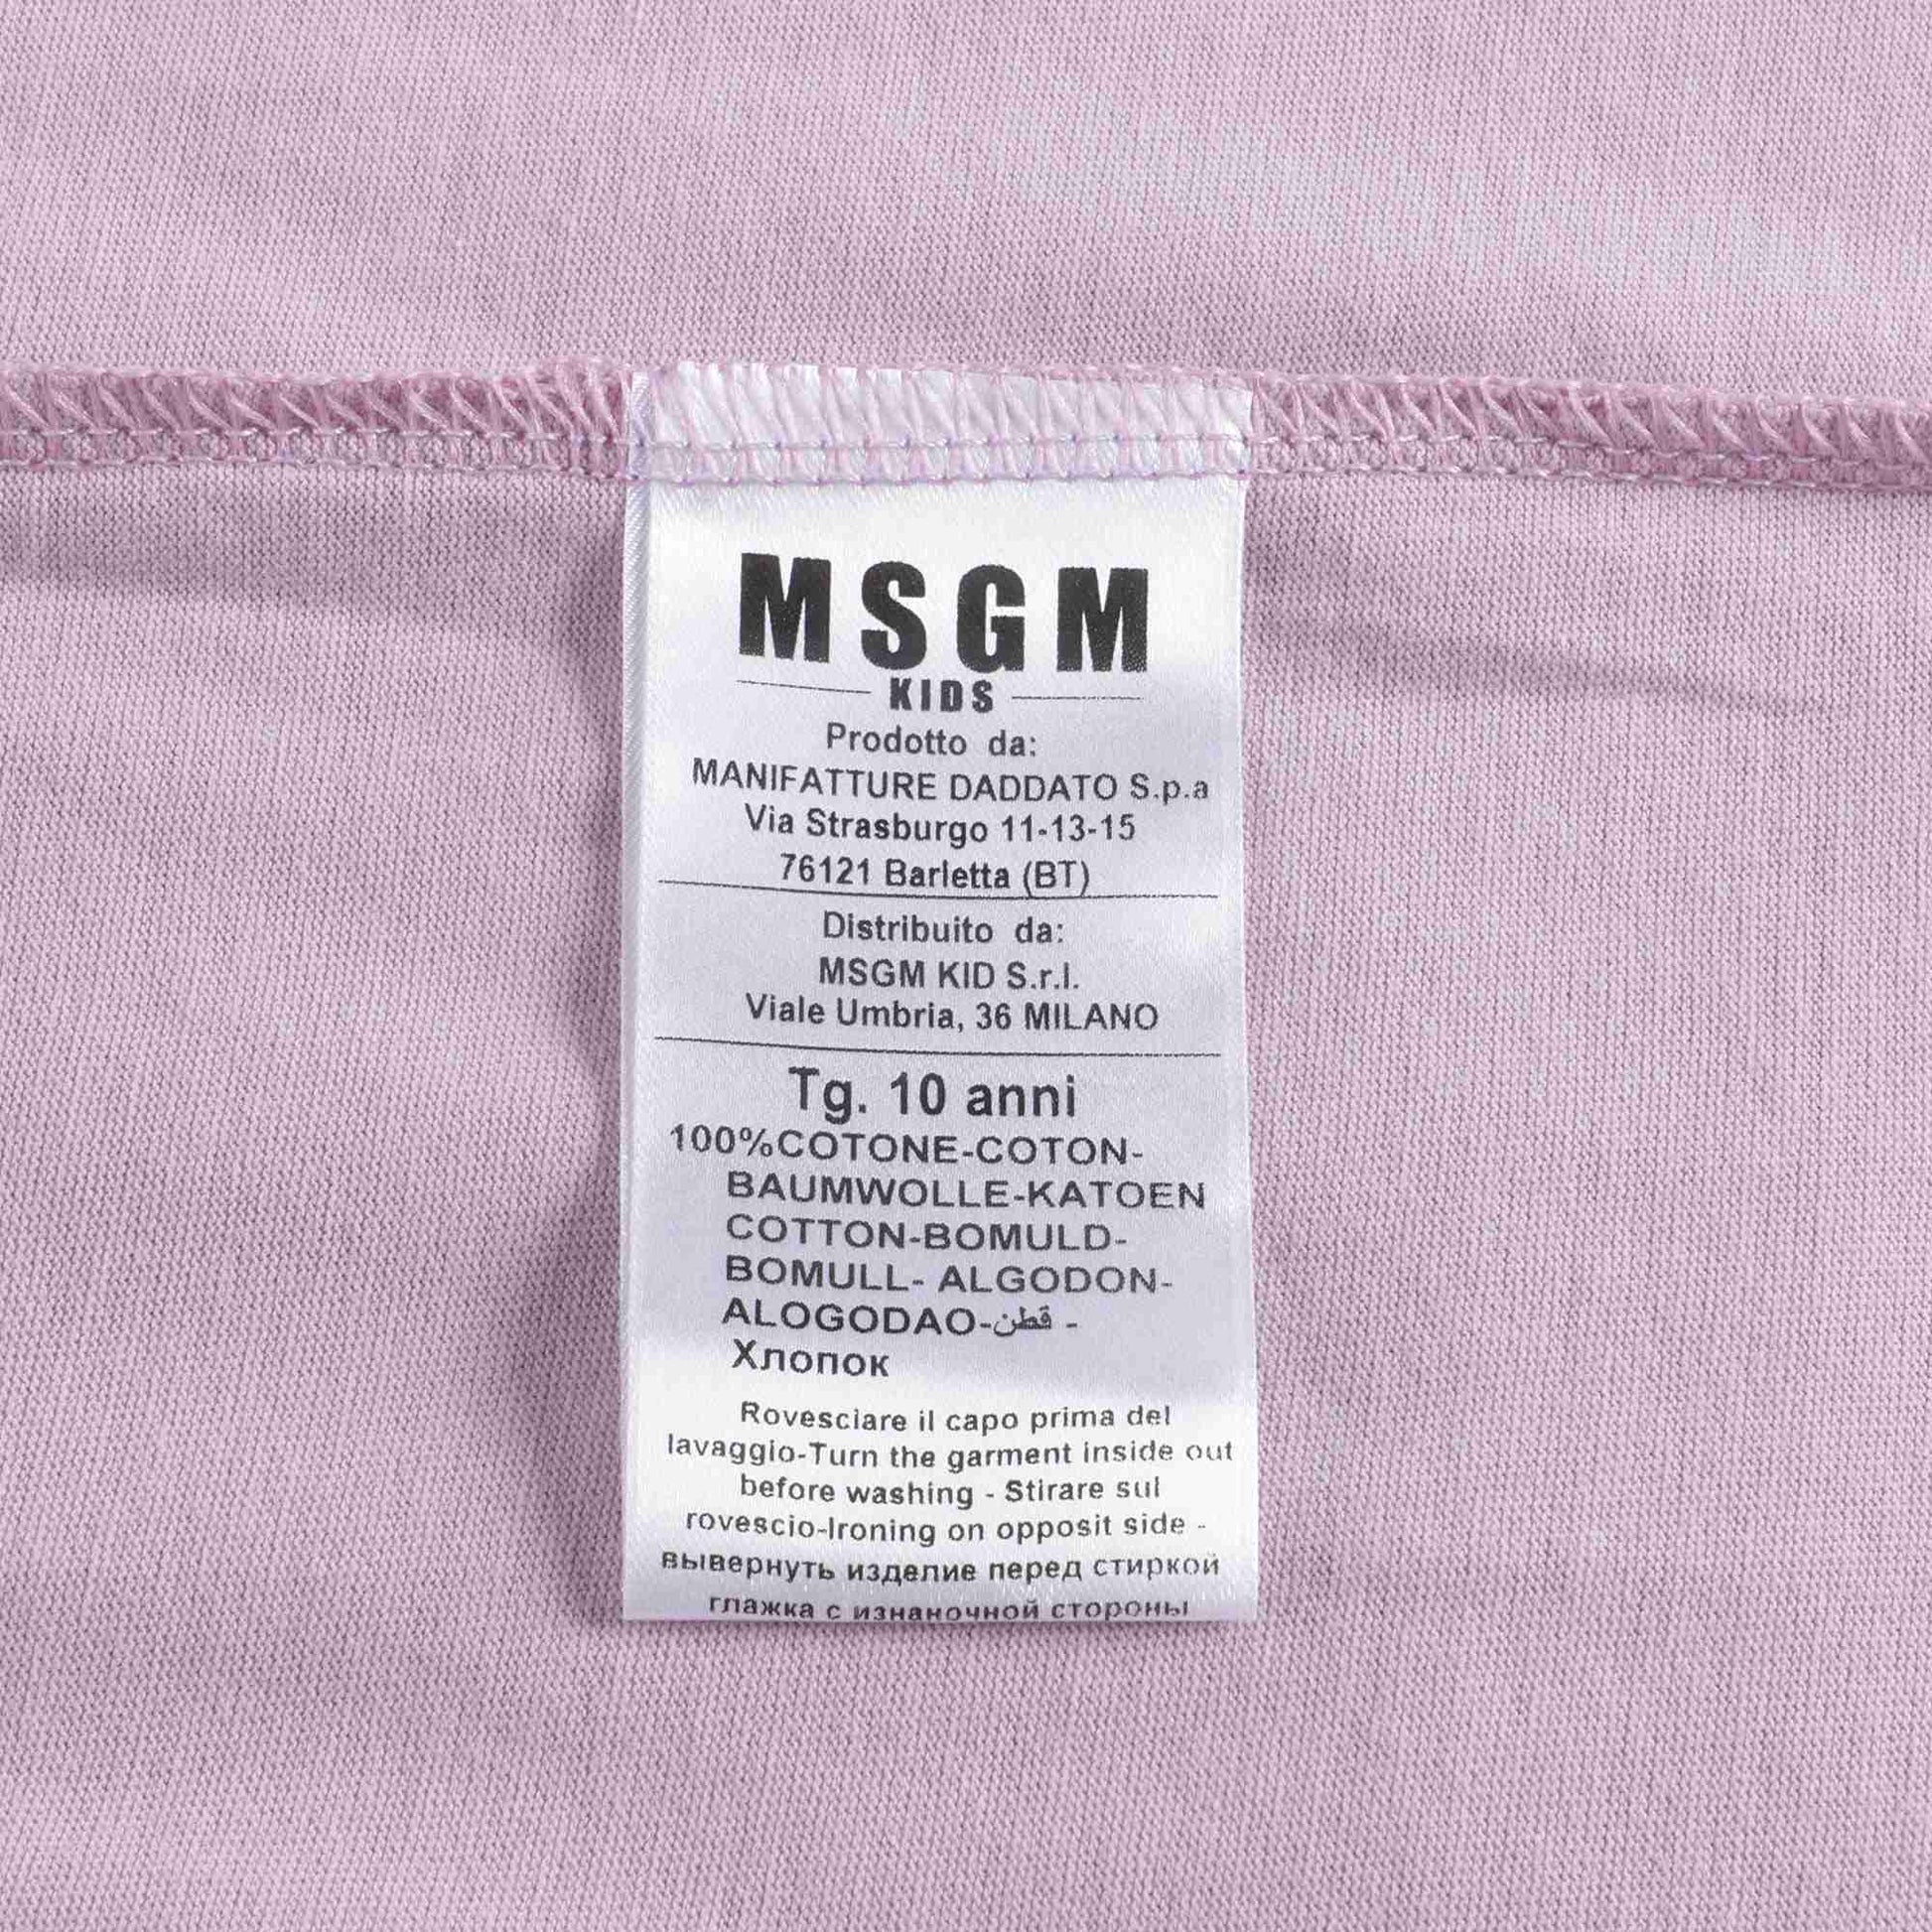 MSGM
KIDS
Prodotto da:
MANIFATTURE DADDATO S.p.a
Via Strasburgo 11-13-15
76121 Barletta (BT)
Distribuito da:
MSGM KID S.r.l.
Viale Umbria, 36 MILANO
Tg. 10 anni
100%COTONE-COTON-
BAUMWOLLE-KATOEN
COTTON-BOMULD-
BOMULL- ALGODON-
ALOGODAO-قطن -
Хлопок
Rovesciare il capo prima del
lavaggio-Turn the garment inside out
before washing - Stirare sul
rovescio-Ironing on opposit side -
вывернуть изделие перед стиркой
глажка с изнаночной стороны